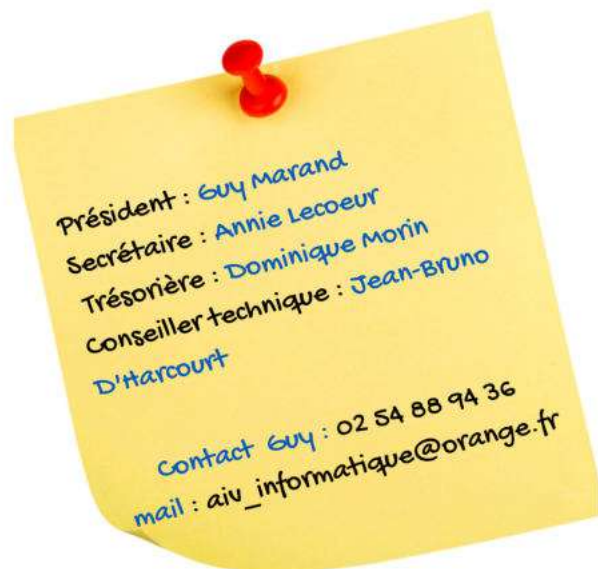 Président : Guy Marand
Secrétaire : Annie Lecoeur
Trésorière : Dominique Morin
Conseiller technique : Jean-Bruno
D'Harcourt
Contact Guy : 02 54 88 94 36
mail : aiv_informatique@orange.fr